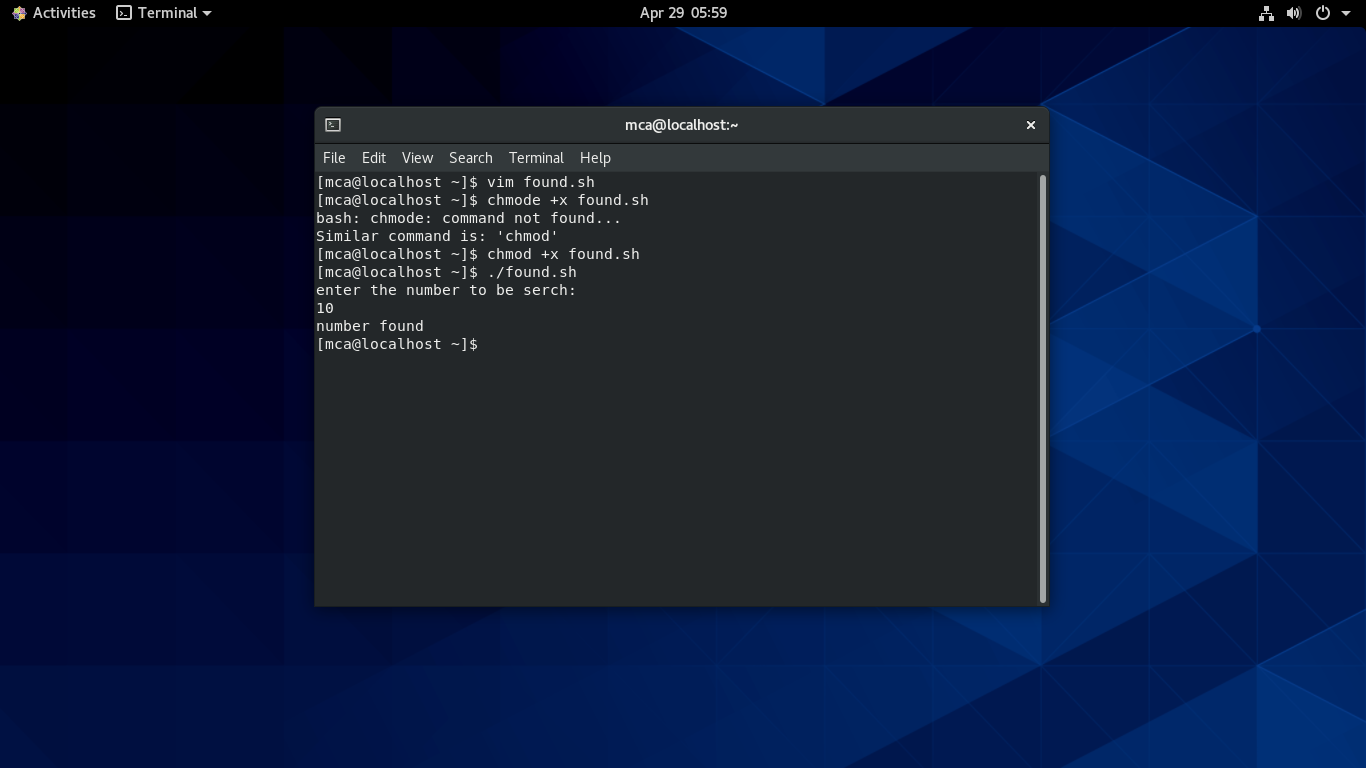 Activities Terminal Apr 29 05:59
mca@localhost:~
File Edit View Search Terminal Help
[mca@localhost ~]$ vim found.sh
[mca@localhost ~]$ chmode +x found.sh
bash: chmode: command not found...
Similar command is: 'chmod'
[mca@localhost ~]$ chmod +x found.sh
[mca@localhost ~]$ ./found.sh
enter the number to be serch:
10
number found
[mca@localhost ~]$